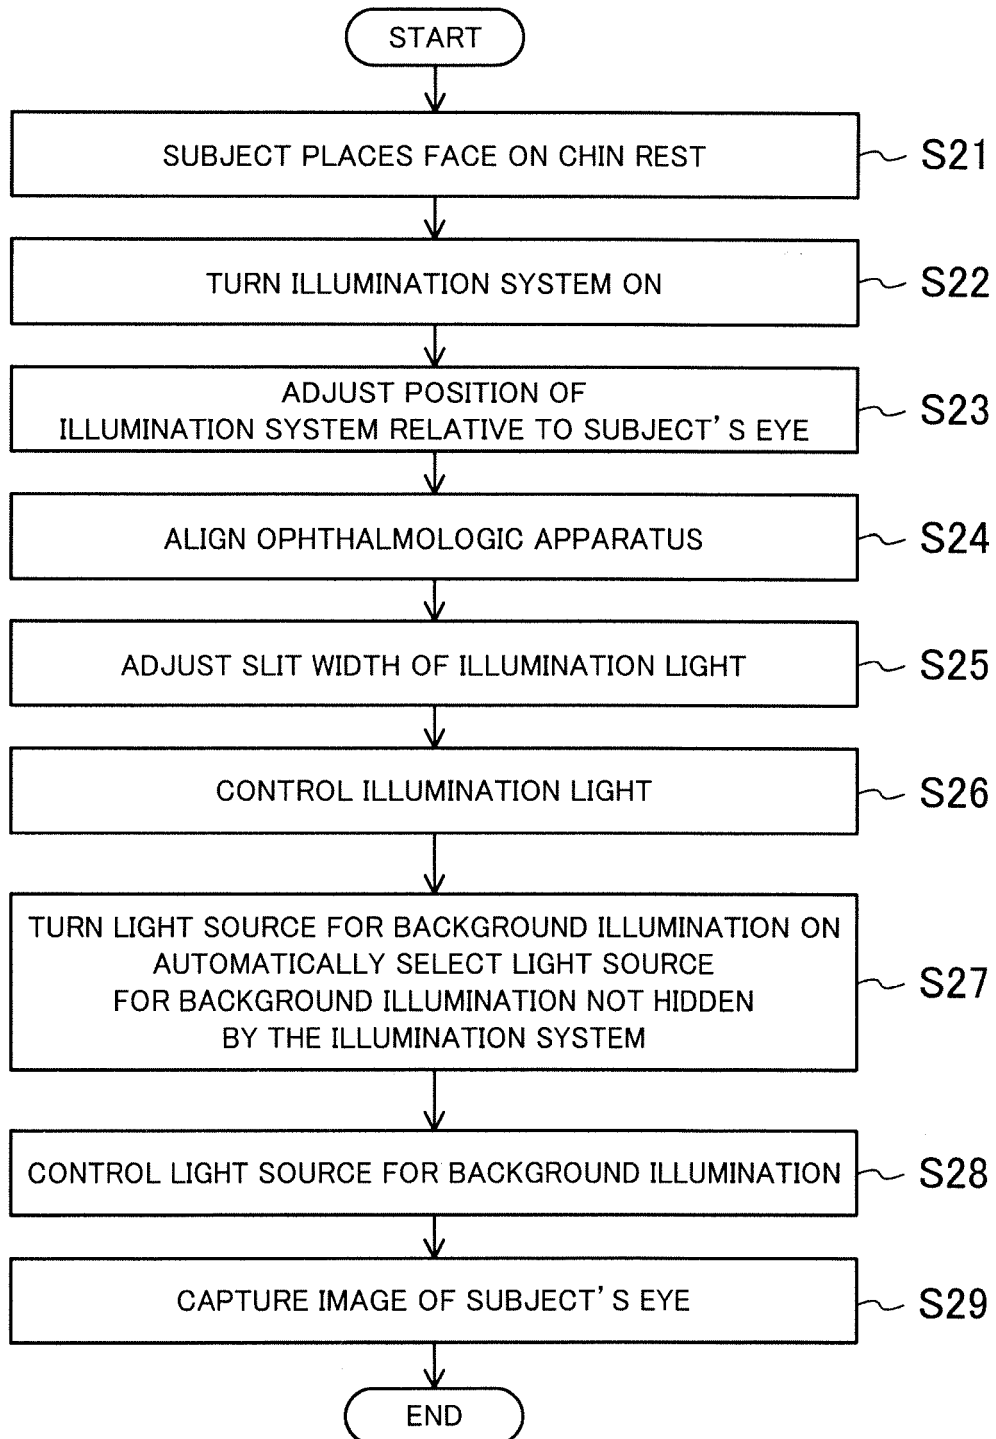 START
SUBJECT PLACES FACE ON CHIN REST
S21
TURN ILLUMINATION SYSTEM ON
S22
ADJUST POSITION OF
ILLUMINATION SYSTEM RELATIVE TO SUBJECT'S EYE
S23
ALIGN OPHTHALMOLOGIC APPARATUS
S24
ADJUST SLIT WIDTH OF ILLUMINATION LIGHT
S25
CONTROL ILLUMINATION LIGHT
S26
TURN LIGHT SOURCE FOR BACKGROUND ILLUMINATION ON
AUTOMATICALLY SELECT LIGHT SOURCE
FOR BACKGROUND ILLUMINATION NOT HIDDEN
BY THE ILLUMINATION SYSTEM
S27
CONTROL LIGHT SOURCE FOR BACKGROUND ILLUMINATION
S28
CAPTURE IMAGE OF SUBJECT'S EYE
S29
END